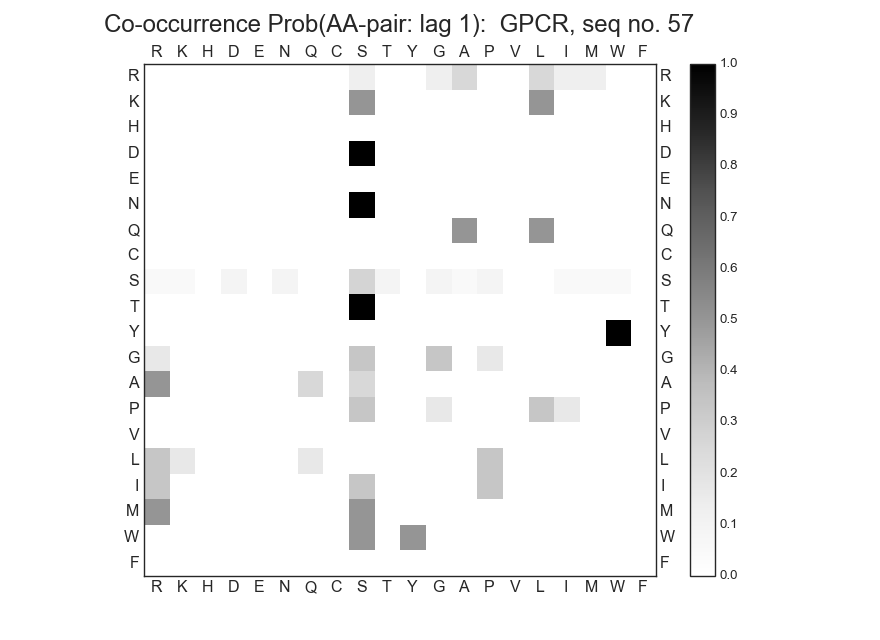 Co-occurrence Prob(AA-pair: lag 1):  GPCR, seq no. 57
R K H D E N Q C S T Y G A P V L I M W F
R R 1.0
K K 0.9
H H
D D 0.8
E E
N N 0.7
Q Q
C C 0.6
S S
T T 0.5
Y Y
G G 0.4
A A
P P 0.3
V V
L L 0.2
I I
M M 0.1
W W
F F 0.0
R K H D E N Q C S T Y G A P V L I M W F